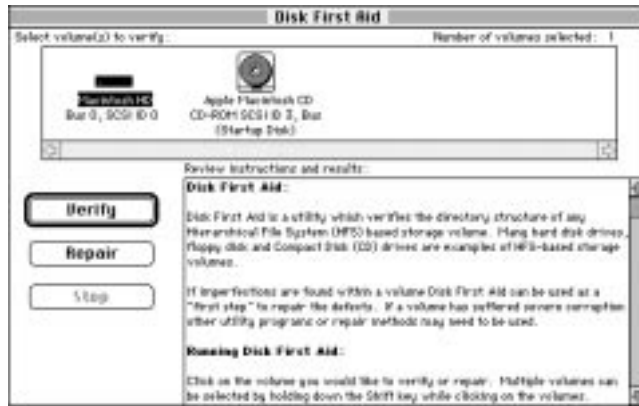 Disk First Aid
Select volume(s) to verify:
Number of volumes selected: 1
Macintosh HD
Bus 0, SCSI ID 0
Apple Macintosh CD
CD-ROM SCSI ID 3, Bus
(Startup Disk)
Review instructions and results:
Verify
Repair
Stop
Disk First Aid:
Disk First Aid is a utility which verifies the directory structure of any
Hierarchical File System (HFS) based storage volume. Many hard disk drives,
floppy disk and Compact Disk (CD) drives are examples of HFS-based storage
volumes.
If imperfections are found within a volume Disk First Aid can be used as a
"first step" to repair the defects. If a volume has suffered severe corruption
other utility programs or repair methods may need to be used.
Running Disk First Aid:
Click on the volume you would like to verify or repair. Multiple volumes can
be selected by holding down the Shift key while clicking on the volumes.